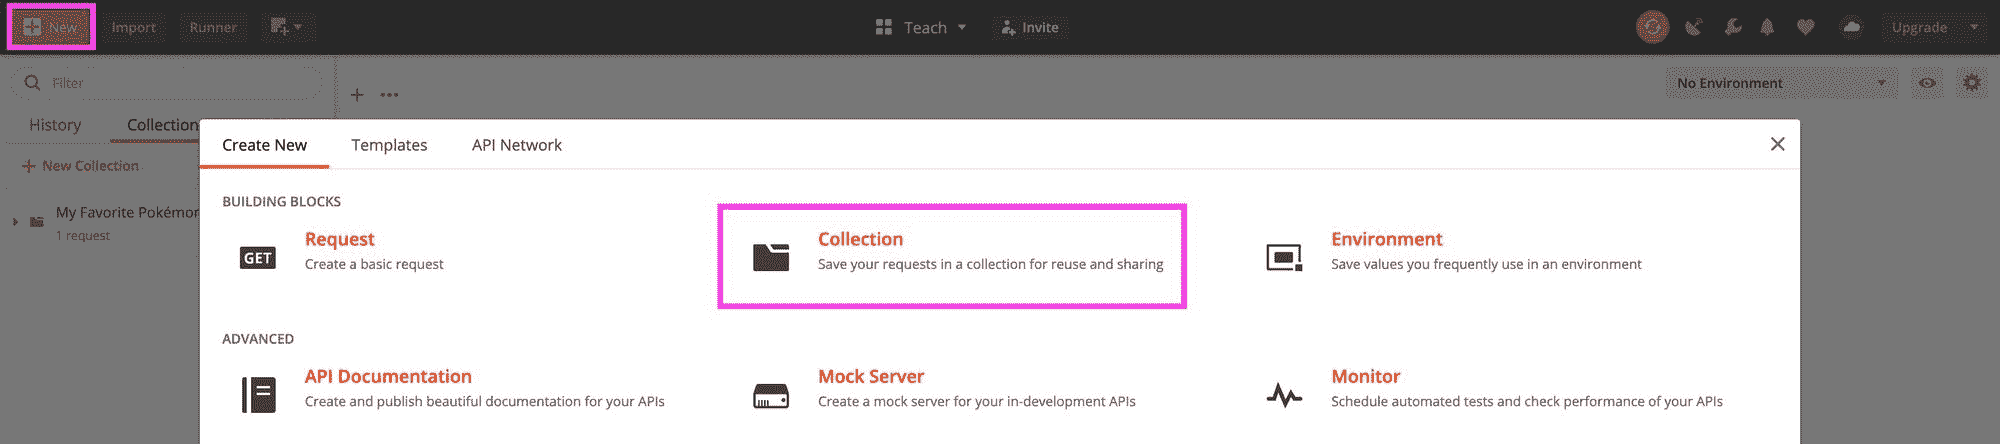 New Import Runner Teach Invite Upgrade
Filter No Environment
History Collection
Create New Templates API Network
New Collection
BUILDING BLOCKS
My Favorite Pokémon
1 request
Request
Create a basic request
GET
Collection
Save your requests in a collection for reuse and sharing
Environment
Save values you frequently use in an environment
ADVANCED
API Documentation
Create and publish beautiful documentation for your APIs
Mock Server
Create a mock server for your in-development APIs
Monitor
Schedule automated tests and check performance of your APIs